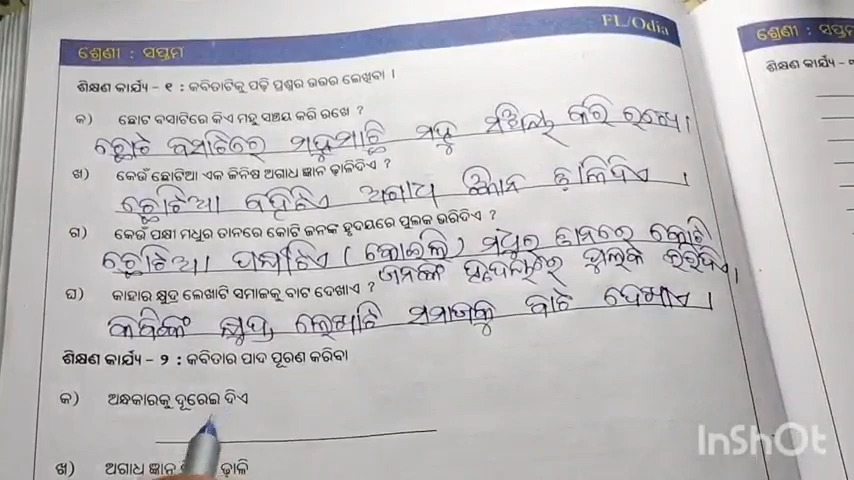 FL/Odia
ଶ୍ରେଣୀ : ସପ୍ତମ
ଶିକ୍ଷଣ କାର୍ଯ୍ୟ - ୧ : କବିତାଟିକୁ ପଢ଼ି ପ୍ରଶ୍ନର ଉତ୍ତର ଲେଖିବା ।
କ) ଛୋଟ ବସାଟିରେ କିଏ ମହୁ ସଞ୍ଚୟ କରି ରଖେ ?
ଛୋଟ ବସାଟିରେ ମହୁମାଛି ମହୁ ସଞ୍ଚୟ କରି ରଖେ।
ଖ) କେଉଁ ଛୋଟିଆ ଏକ ଜିନିଷ ଅଗାଧ ଜ୍ଞାନ ଢ଼ାଳିଦିଏ ?
ଛୋଟିଆ ବହିଟିଏ ଅଗାଧ ଜ୍ଞାନ ଢ଼ାଳିଦିଏ ।
ଗ) କେଉଁ ପକ୍ଷୀ ମଧୁର ତାନରେ କୋଟି ଜନଙ୍କ ହୃଦୟରେ ପୁଲକ ଭରିଦିଏ ?
ଛୋଟିଆ ପକ୍ଷୀଟିଏ (କୋଇଲି) ମଧୁର ତାନରେ କୋଟି
ଜନଙ୍କ ହୃଦୟରେ ପୁଲକ ଭରିଦିଏ।
ଘ) କାହାର କ୍ଷୁଦ୍ର ଲେଖାଟି ସମାଜକୁ ବାଟ ଦେଖାଏ ?
କବିଙ୍କ କ୍ଷୁଦ୍ର ଲେଖାଟି ସମାଜକୁ ବାଟ ଦେଖାଏ ।
ଶିକ୍ଷଣ କାର୍ଯ୍ୟ - ୨ : କବିତାର ପାଦ ପୂରଣ କରିବା
କ) ଅନ୍ଧକାରକୁ ଦୂରେଇ ଦିଏ
ଖ) ଅଗାଧ ଜ୍ଞାନ ଢ଼ାଳି
ଶ୍ରେଣୀ :
ଶିକ୍ଷଣ କାର୍ଯ୍ୟ -
InShOt